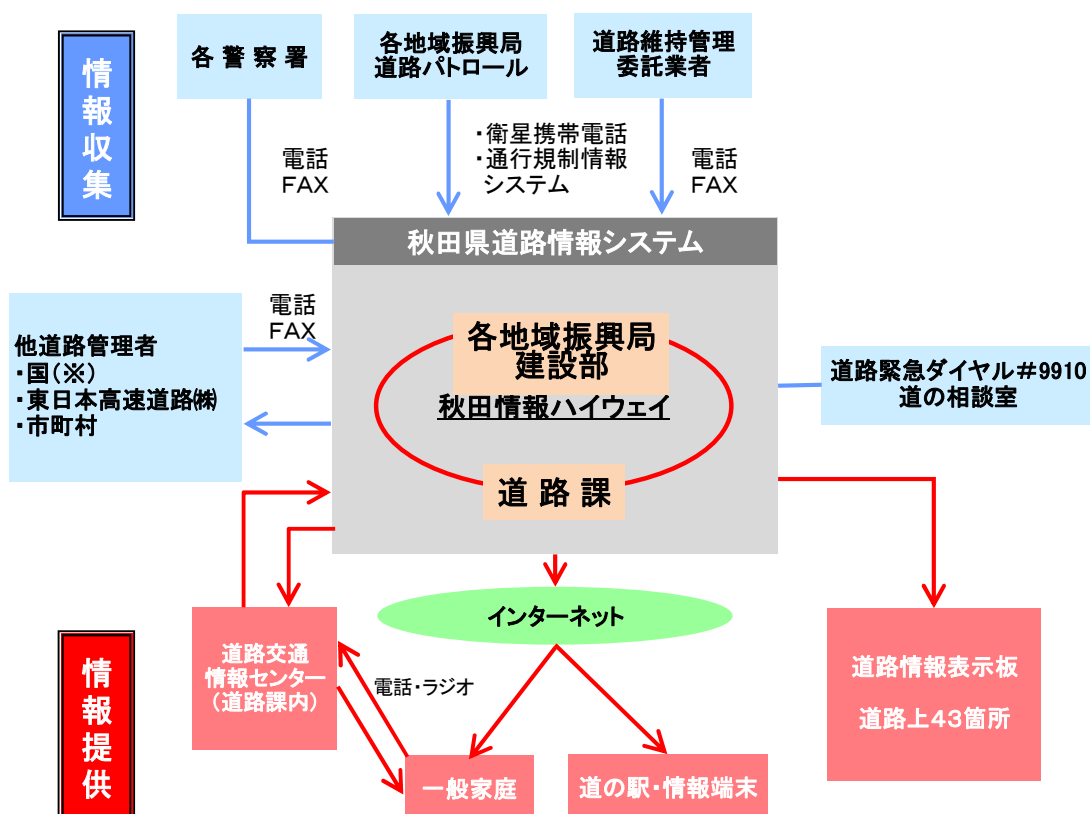 情報収集
各警察署
各地域振興局
道路パトロール
道路維持管理
委託業者
電話
FAX
・衛星携帯電話
・通行規制情報
システム
電話
FAX
秋田県道路情報システム
電話
FAX
他道路管理者
・国(※)
・東日本高速道路㈱
・市町村
各地域振興局
建設部
秋田情報ハイウェイ
道路課
道路緊急ダイヤル＃9910
道の相談室
インターネット
情報提供
道路交通
情報センター
(道路課内)
電話・ラジオ
一般家庭
道の駅・情報端末
道路情報表示板
道路上４３箇所